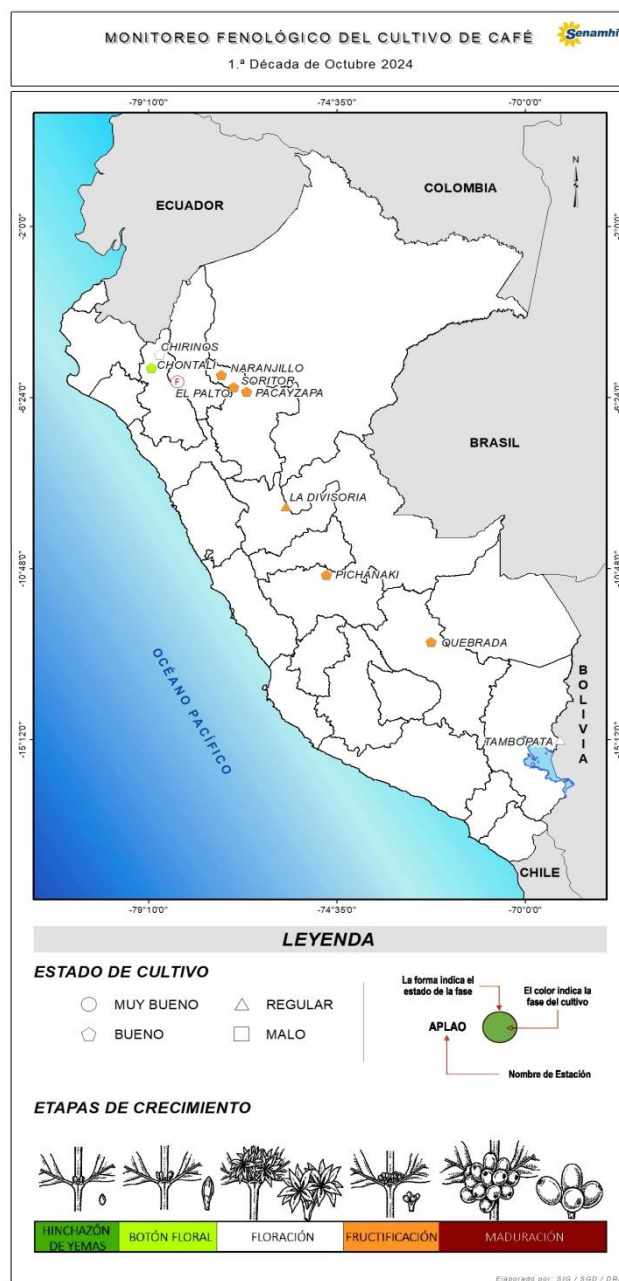 MONITOREO FENOLÓGICO DEL CULTIVO DE CAFÉ
Senamhi
1.ª Década de Octubre 2024
-79°10'0"
-74°35'0"
-70°0'0"
N
COLOMBIA
ECUADOR
-2°0'0"
-2°0'0"
CHIRINOS
CHONTALI
NARANJILLO
SORITOR
F
EL PALTO
PACAYZAPA
-6°24'0"
-6°24'0"
BRASIL
LA DIVISORIA
-10°48'0"
PICHANAKI
-10°48'0"
QUEBRADA
OCÉANO PACÍFICO
BOLIVIA
-15°12'0"
TAMBOPATA
-15°12'0"
CHILE
-79°10'0"
-74°35'0"
-70°0'0"
LEYENDA
ESTADO DE CULTIVO
MUY BUENO
REGULAR
BUENO
MALO
La forma indica el
estado de la fase
El color indica la
fase del cultivo
APLAO
Nombre de Estación
ETAPAS DE CRECIMIENTO
HINCHAZÓN
DE YEMAS
BOTÓN FLORAL
FLORACIÓN
FRUCTIFICACIÓN
MADURACIÓN
Elaborado por: SIG / SGD / DRA